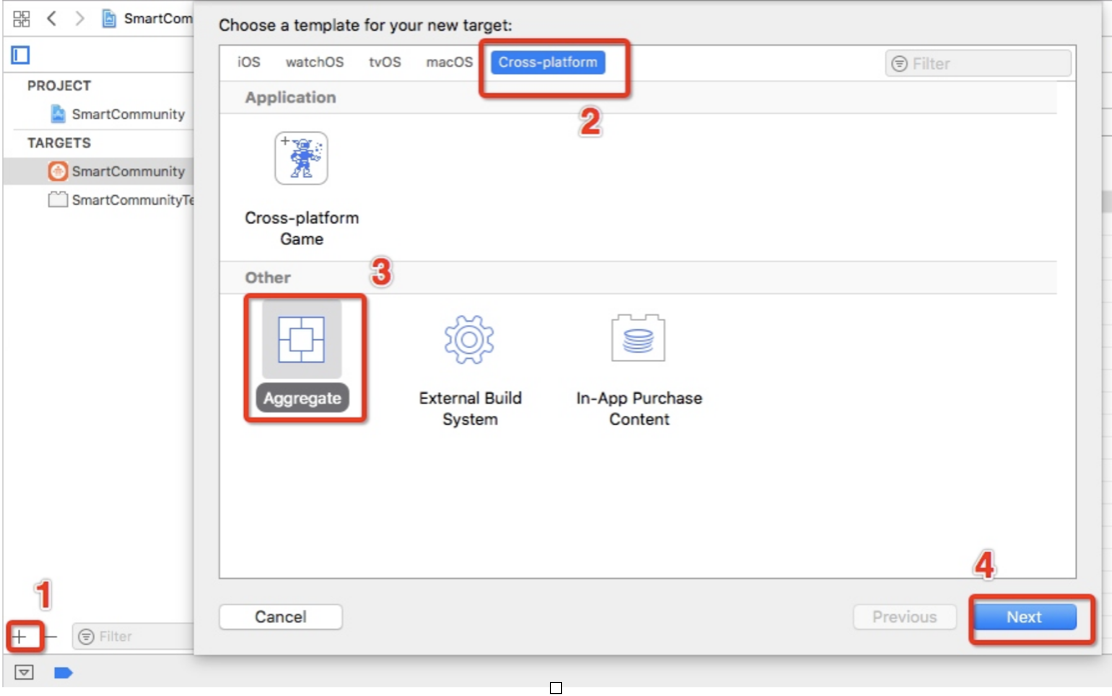 SmartCom
Choose a template for your new target:
iOS watchOS tvOS macOS Cross-platform
Filter
2
PROJECT
SmartCommunity
TARGETS
SmartCommunity
SmartCommunityTe
Application
Cross-platform
Game
Other
3
Aggregate
External Build
System
In-App Purchase
Content
1
Filter
4
Cancel
Previous
Next